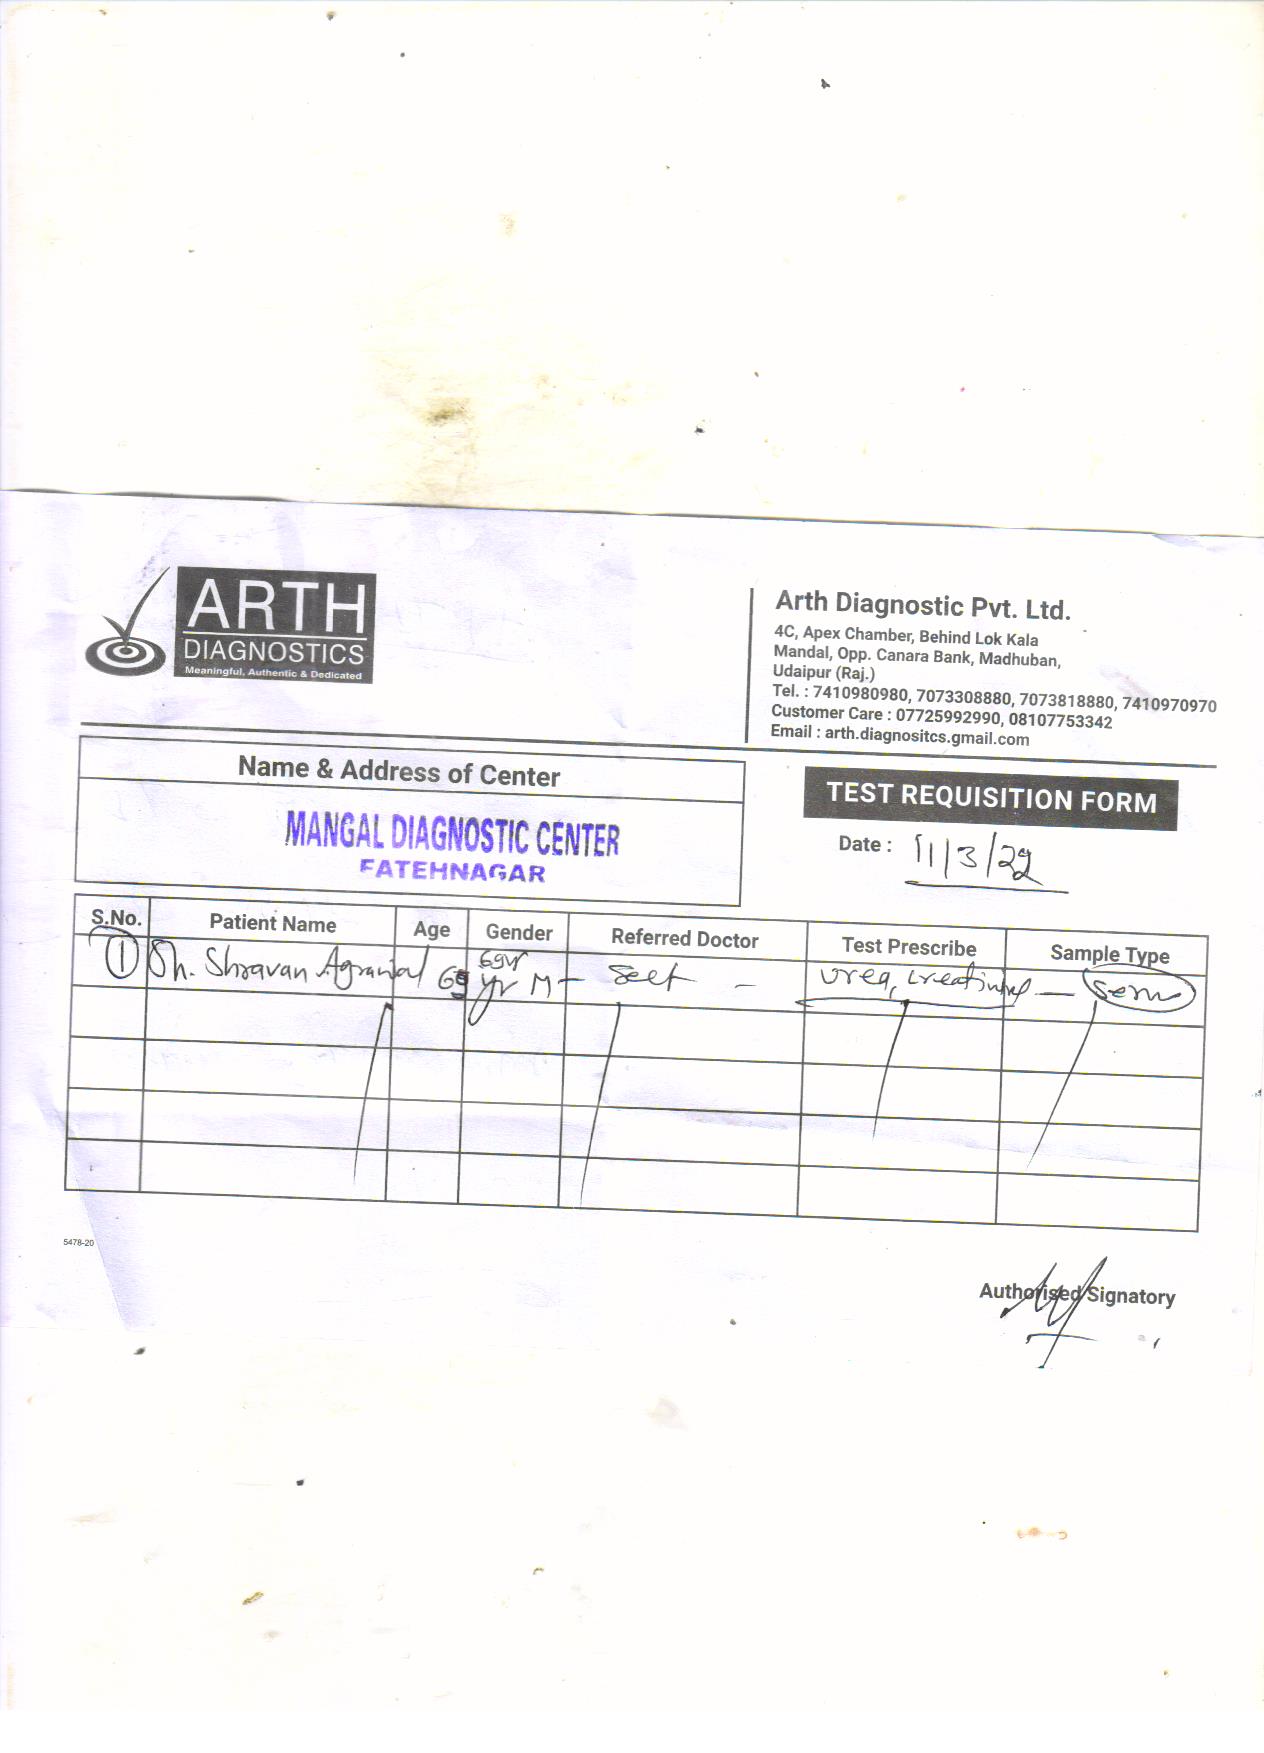 ARTH
DIAGNOSTICS
Meaningful, Authentic & Dedicated
Arth Diagnostic Pvt. Ltd.
4C, Apex Chamber, Behind Lok Kala
Mandal, Opp. Canara Bank, Madhuban,
Udaipur (Raj.)
Tel. : 7410980980, 7073308880, 7073818880, 7410970970
Customer Care : 07725992990, 08107753342
Email : arth.diagnositcs.gmail.com
Name & Address of Center
MANGAL DIAGNOSTIC CENTER
FATEHNAGAR
TEST REQUISITION FORM
Date : 11/3/22
S.No. Patient Name Age Gender Referred Doctor Test Prescribe Sample Type
1 Sh. Shravan Agrawal 69 yr M - Self - Urea, Creatinine - Serum
69yr
5478-20
Authorised Signatory